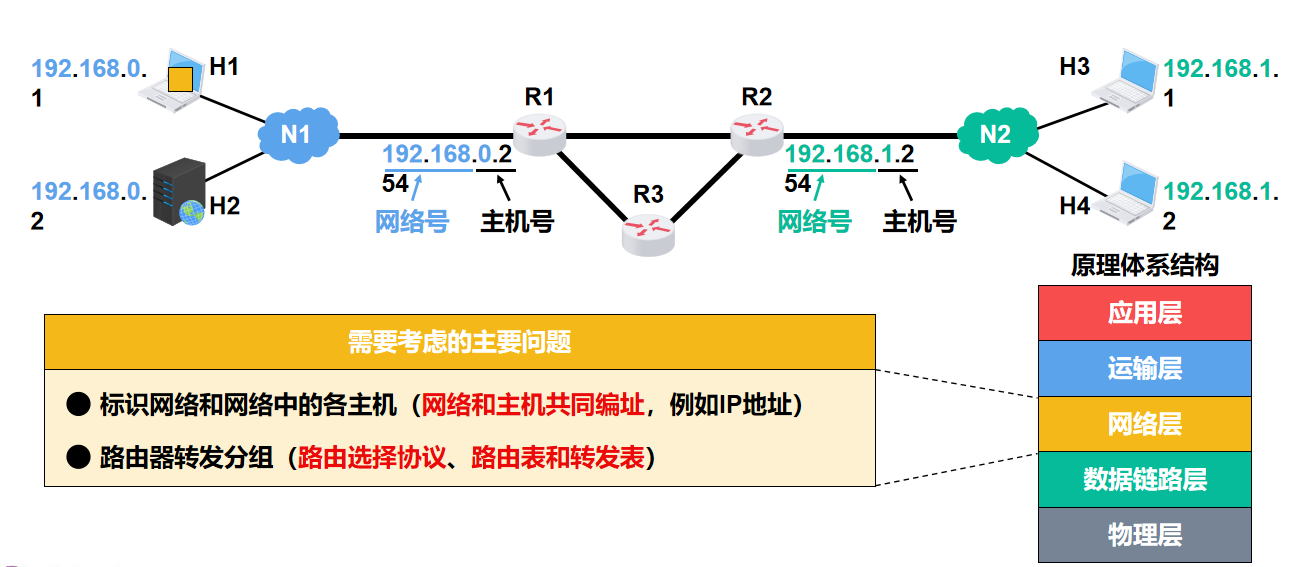 192.168.0.
1
H1
H3
192.168.1.
1
R1
R2
N1
N2
192.168.0.2
54
192.168.1.2
54
192.168.0.
2
H2
R3
H4
192.168.1.
2
网络号
主机号
网络号
主机号
原理体系结构
应用层
运输层
网络层
数据链路层
物理层
需要考虑的主要问题
● 标识网络和网络中的各主机（网络和主机共同编址，例如IP地址）
● 路由器转发分组（路由选择协议、路由表和转发表）